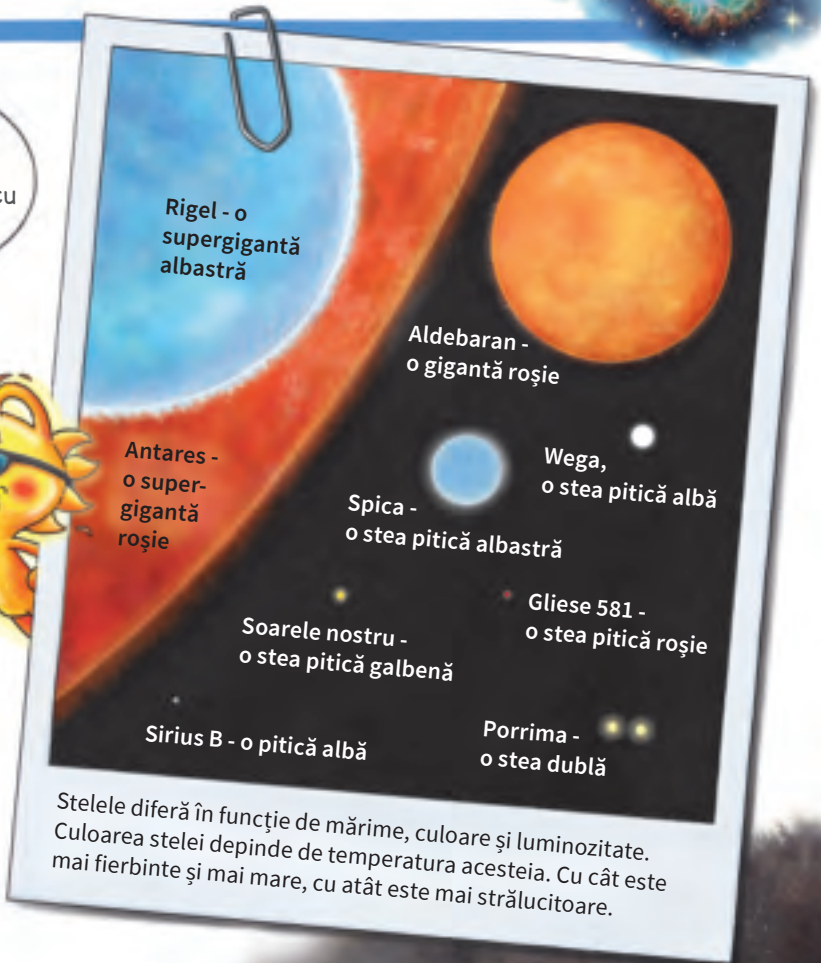 cu
Rigel - o
supergigantă
albastră
Aldebaran -
o gigantă roșie
Antares -
o super-
gigantă
roșie
Wega,
o stea pitică albă
Spica -
o stea pitică albastră
Gliese 581 -
o stea pitică roșie
Soarele nostru -
o stea pitică galbenă
Sirius B - o pitică albă
Porrima -
o stea dublă
Stelele diferă în funcție de mărime, culoare și luminozitate.
Culoarea stelei depinde de temperatura acesteia. Cu cât este
mai fierbinte și mai mare, cu atât este mai strălucitoare.